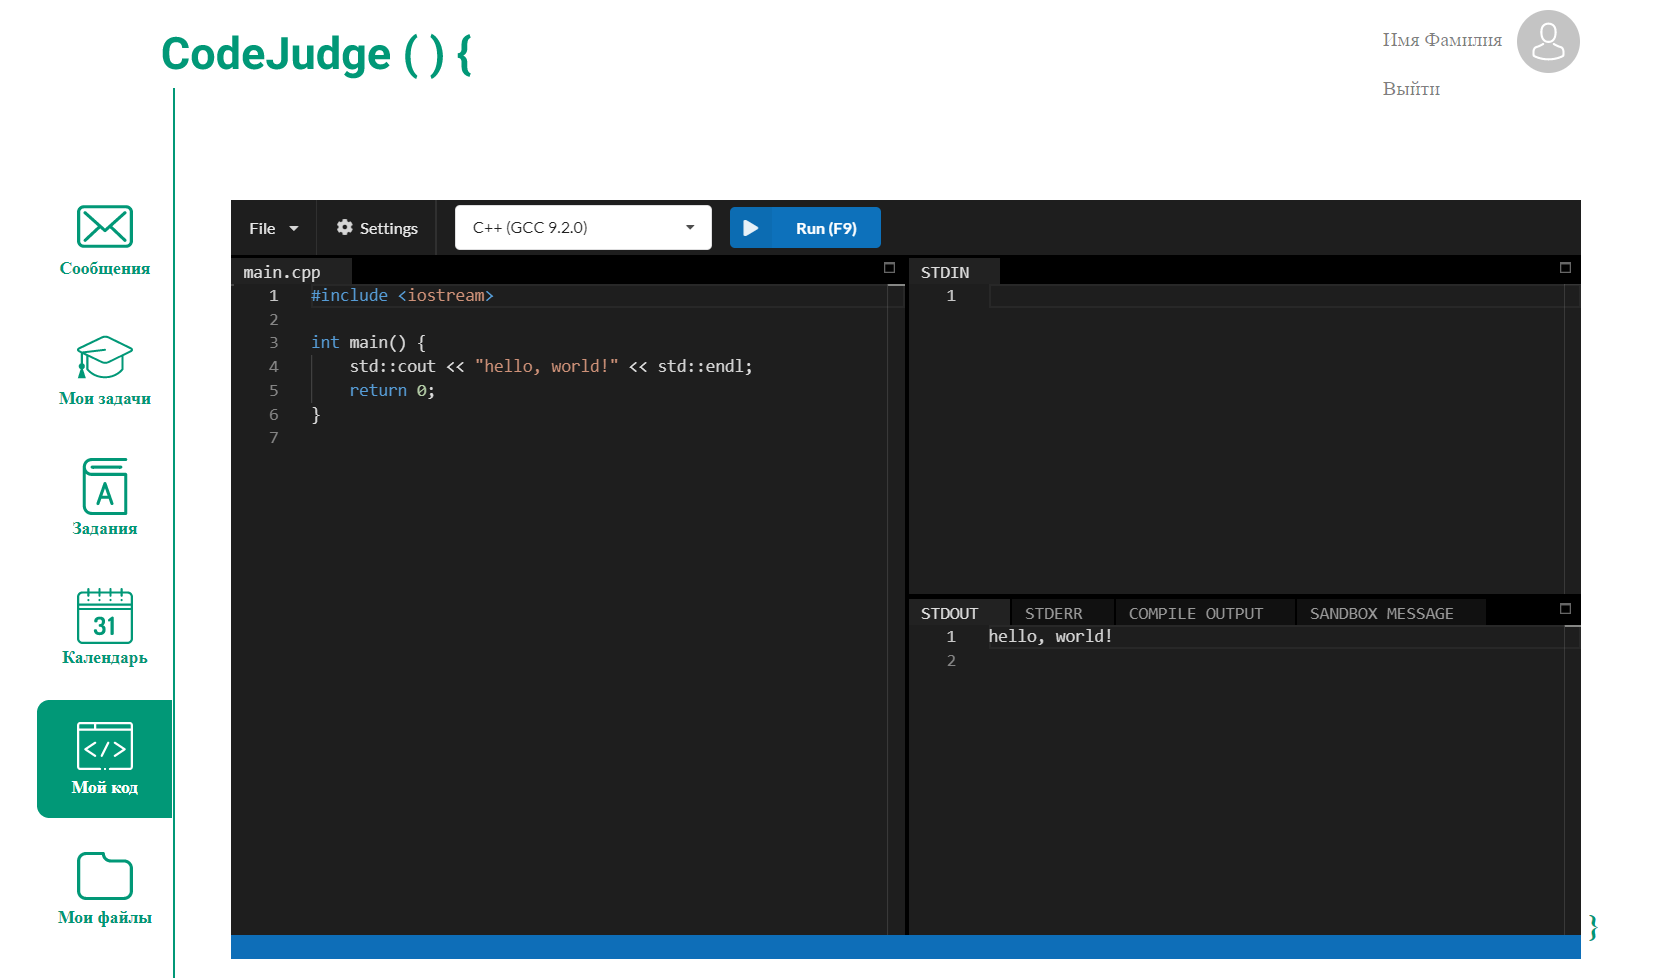 CodeJudge ( ) {
Имя Фамилия
Выйти
Сообщения
Мои задачи
Задания
31
Календарь
</>
Мой код
Мои файлы
File
Settings
C++ (GCC 9.2.0)
Run (F9)
main.cpp
1 #include <iostream>
2
3 int main() {
4     std::cout << "hello, world!" << std::endl;
5     return 0;
6 }
7
STDIN
1
STDOUT STDERR COMPILE OUTPUT SANDBOX MESSAGE
1 hello, world!
2
}